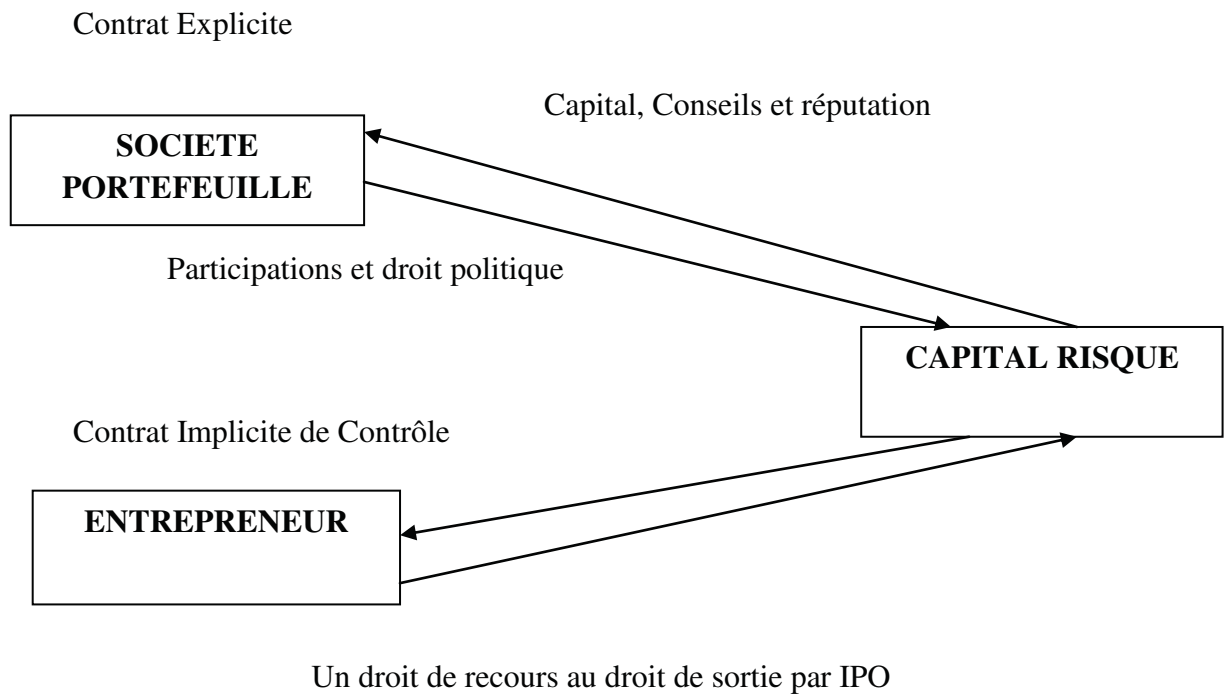 Contrat Explicite
Capital, Conseils et réputation
SOCIETE
PORTEFEUILLE
Participations et droit politique
CAPITAL RISQUE
Contrat Implicite de Contrôle
ENTREPRENEUR
Un droit de recours au droit de sortie par IPO